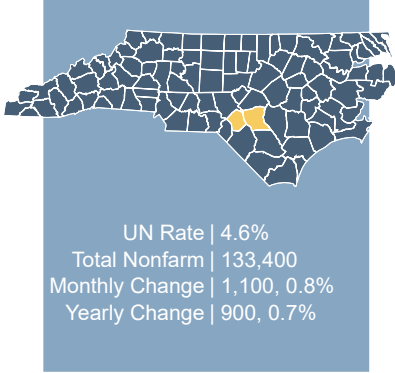 UN Rate | 4.6%
Total Nonfarm | 133,400
Monthly Change | 1,100, 0.8%
Yearly Change | 900, 0.7%